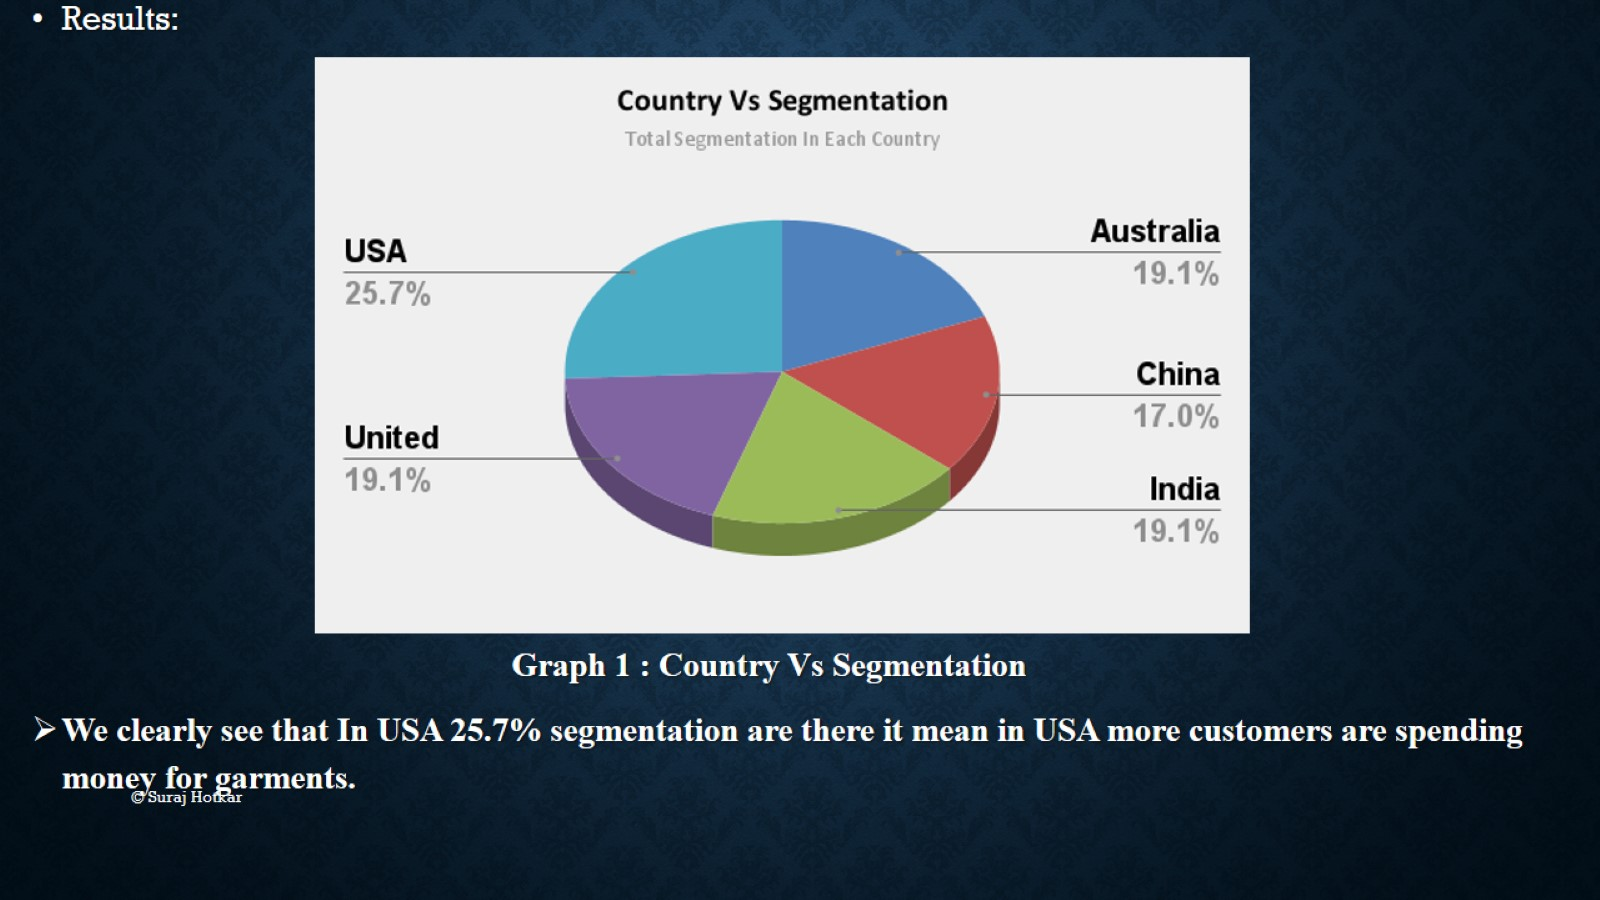 • Results:
Country Vs Segmentation
Total Segmentation In Each Country
USA
25.7%
United
19.1%
Australia
19.1%
China
17.0%
India
19.1%
Graph 1 : Country Vs Segmentation
➢ We clearly see that In USA 25.7% segmentation are there it mean in USA more customers are spending
money for garments.
© Suraj Hotkar